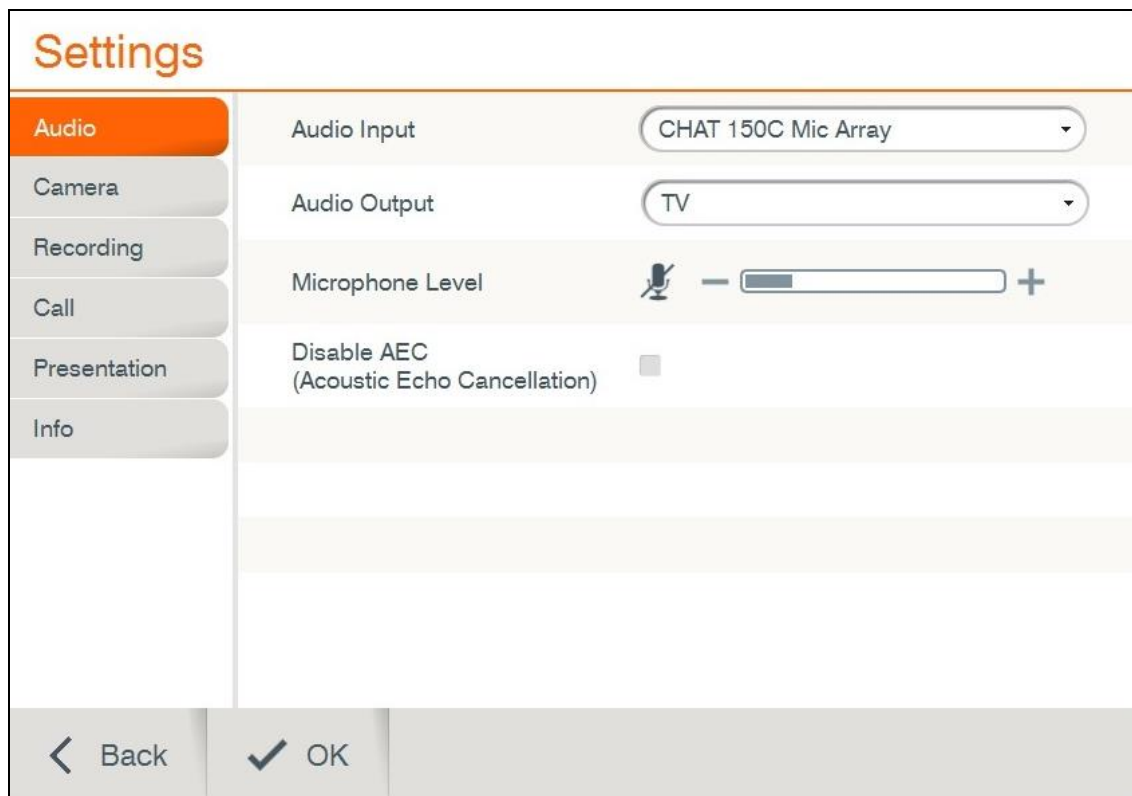 Settings
Audio
Camera
Recording
Call
Presentation
Info
Audio Input
CHAT 150C Mic Array
Audio Output
TV
Microphone Level
Disable AEC
(Acoustic Echo Cancellation)
Back
OK